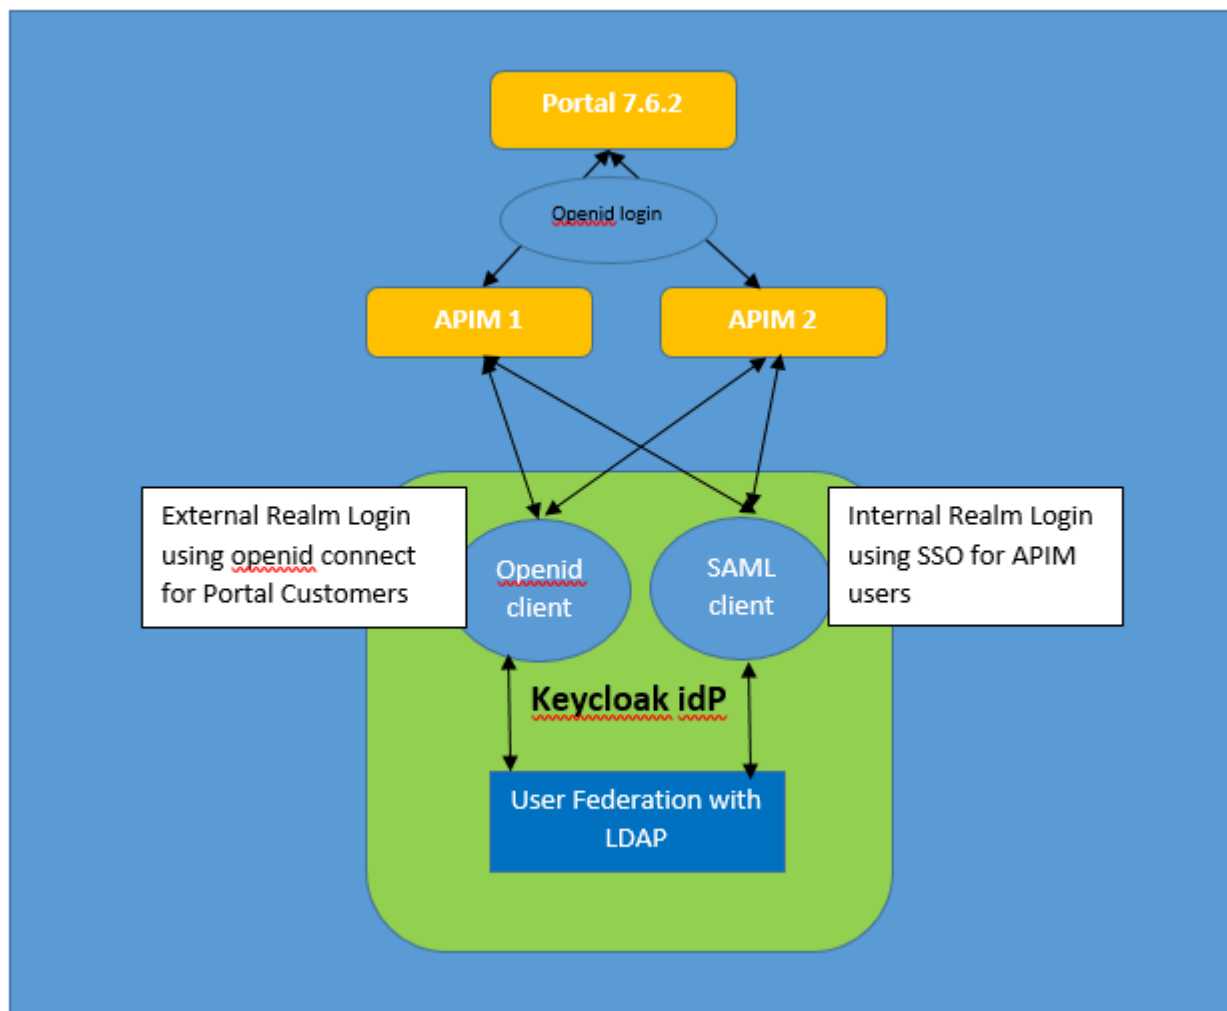 Portal 7.6.2
Openid login
APIM 1
APIM 2
External Realm Login
using openid connect
for Portal Customers
Openid
client
SAML
client
Internal Realm Login
using SSO for APIM
users
Keycloak idP
User Federation with
LDAP